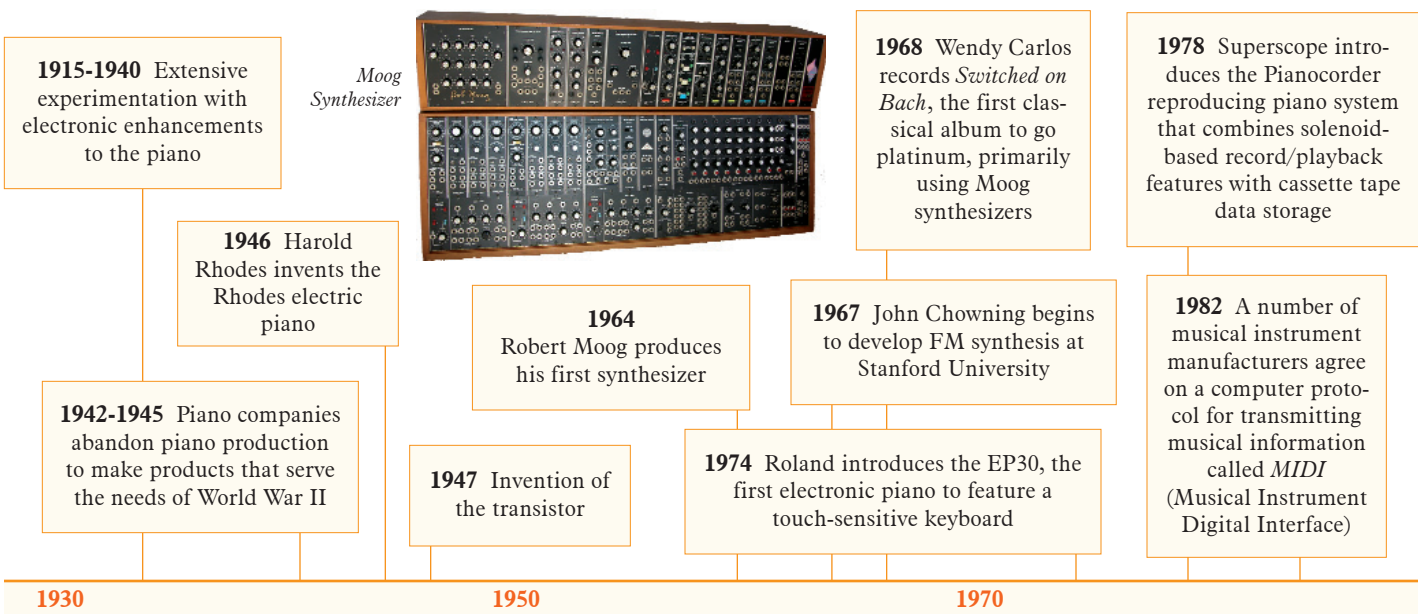 1915-1940 Extensive
experimentation with
electronic enhancements
to the piano
Moog
Synthesizer
1968 Wendy Carlos
records Switched on
Bach, the first clas-
sical album to go
platinum, primarily
using Moog
synthesizers
1978 Superscope intro-
duces the Pianocorder
reproducing piano system
that combines solenoid-
based record/playback
features with cassette tape
data storage
1946 Harold
Rhodes invents the
Rhodes electric
piano
1964
Robert Moog produces
his first synthesizer
1967 John Chowning begins
to develop FM synthesis at
Stanford University
1982 A number of
musical instrument
manufacturers agree
on a computer proto-
col for transmitting
musical information
called MIDI
(Musical Instrument
Digital Interface)
1942-1945 Piano companies
abandon piano production
to make products that serve
the needs of World War II
1947 Invention of
the transistor
1974 Roland introduces the EP30, the
first electronic piano to feature a
touch-sensitive keyboard
1930
1950
1970